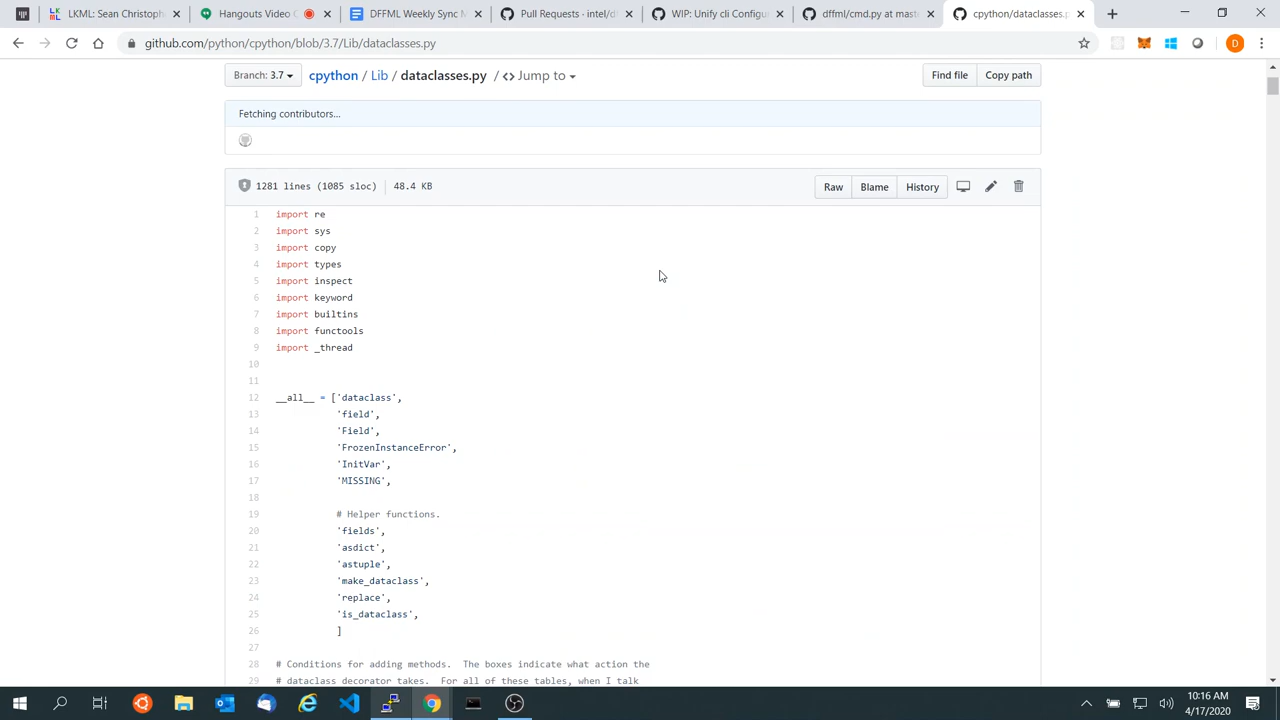 LKML: Sean Christoph
Hangouts Video C
DFFML Weekly Sync M
Pull Requests · intel/d
WIP: Unify cli Configur
dffml/cmd.py at maste
cpython/dataclasses.p
github.com/python/cpython/blob/3.7/Lib/dataclasses.py
D
Branch: 3.7
cpython / Lib / dataclasses.py / <> Jump to
Find file
Copy path
Fetching contributors…
1281 lines (1085 sloc)
48.4 KB
Raw
Blame
History
1 import re
2 import sys
3 import copy
4 import types
5 import inspect
6 import keyword
7 import builtins
8 import functools
9 import _thread
10
11
12 __all__ = ['dataclass',
13 'field',
14 'Field',
15 'FrozenInstanceError',
16 'InitVar',
17 'MISSING',
18
19 # Helper functions.
20 'fields',
21 'asdict',
22 'astuple',
23 'make_dataclass',
24 'replace',
25 'is_dataclass',
26 ]
27
28 # Conditions for adding methods. The boxes indicate what action the
29 # dataclass decorator takes. For all of these tables, when I talk
10:16 AM
4/17/2020